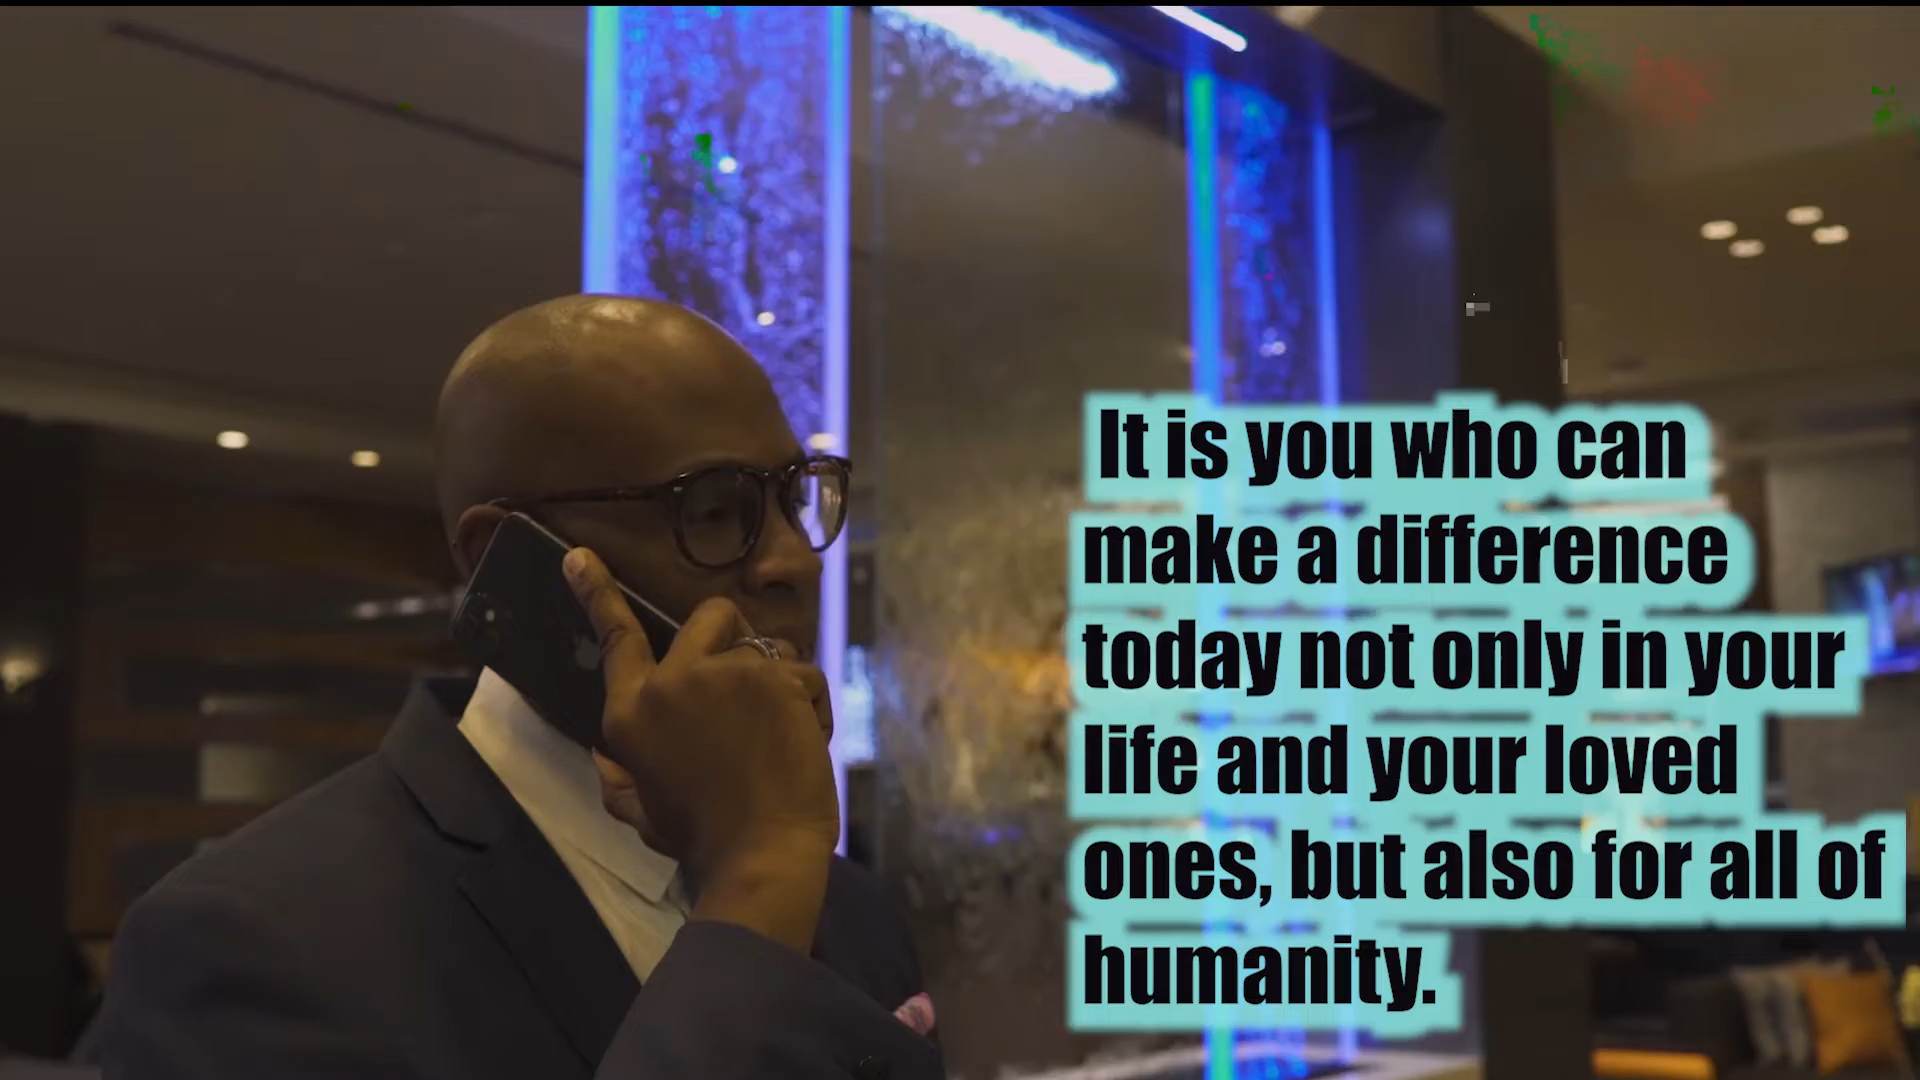 It is you who can
make a difference
today not only in your
life and your loved
ones, but also for all of
humanity.